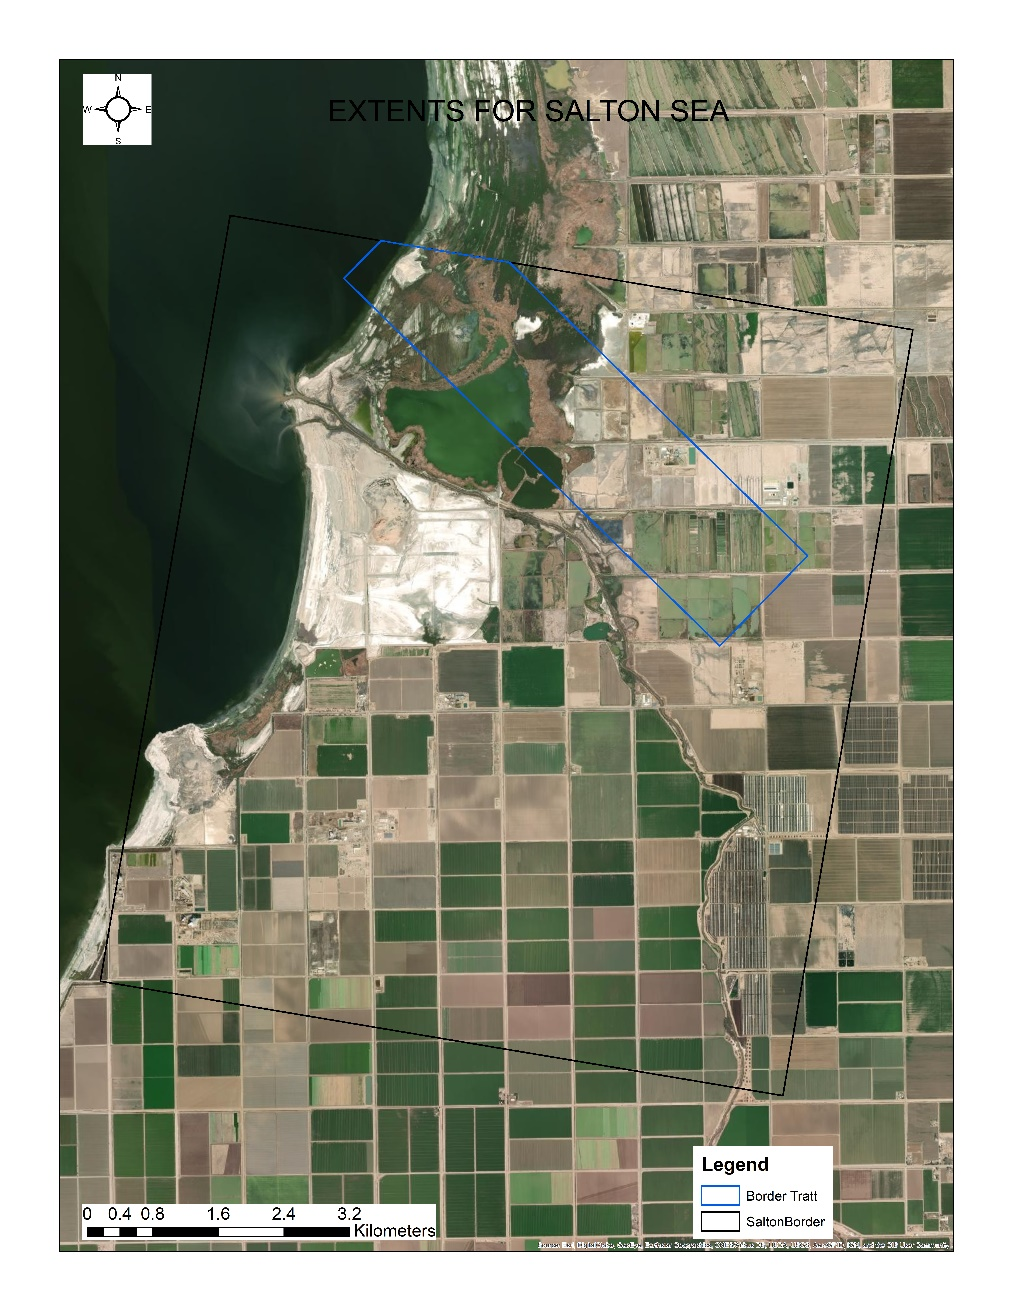 N
W E
S
EXTENTS FOR SALTON SEA
Legend
Border Tratt
SaltonBorder
0 0.4 0.8 1.6 2.4 3.2
Kilometers